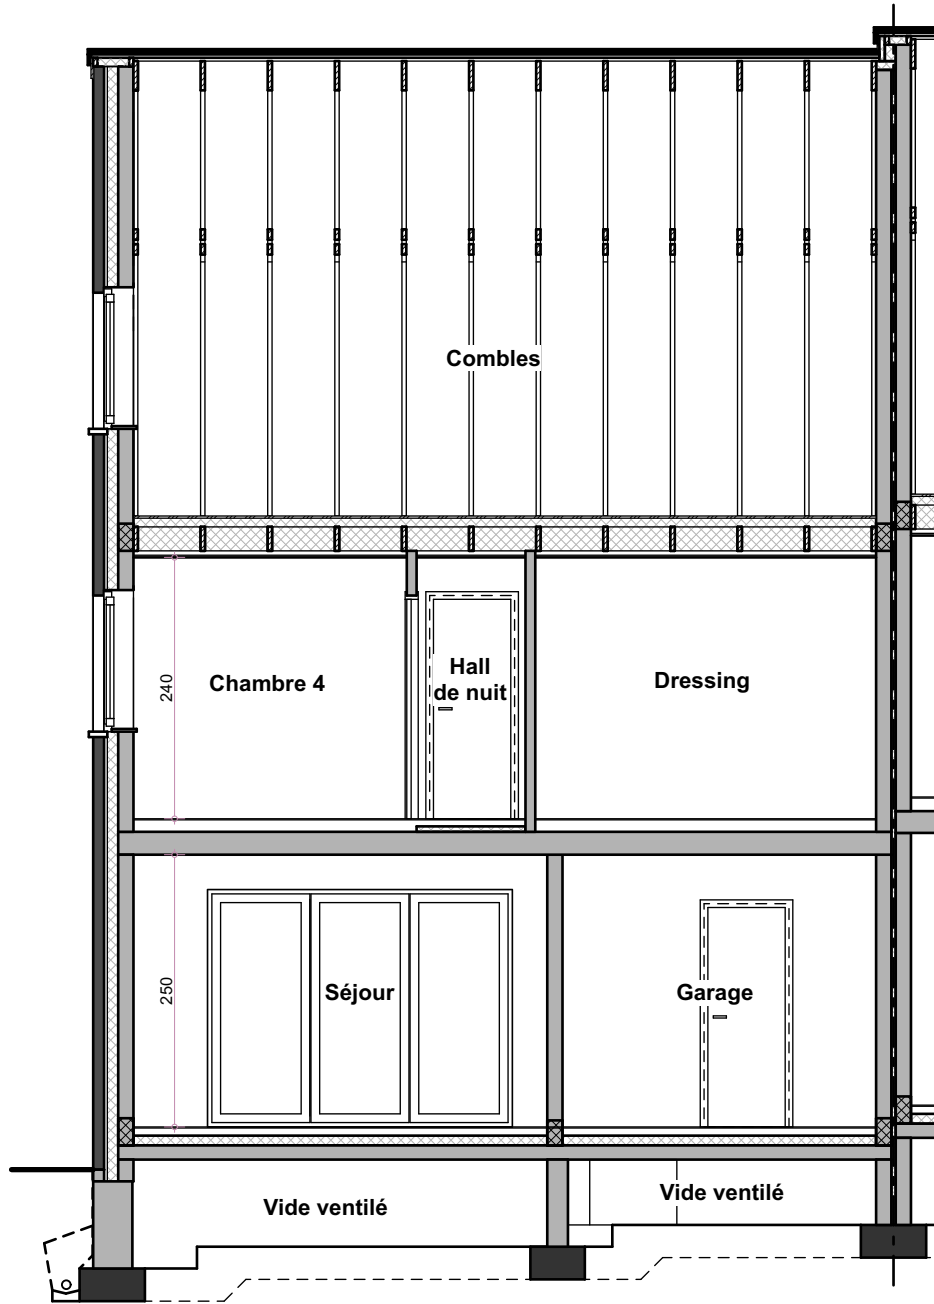 Combles
240
Chambre 4
Hall
de nuit
Dressing
250
Séjour
Garage
Vide ventilé
Vide ventilé